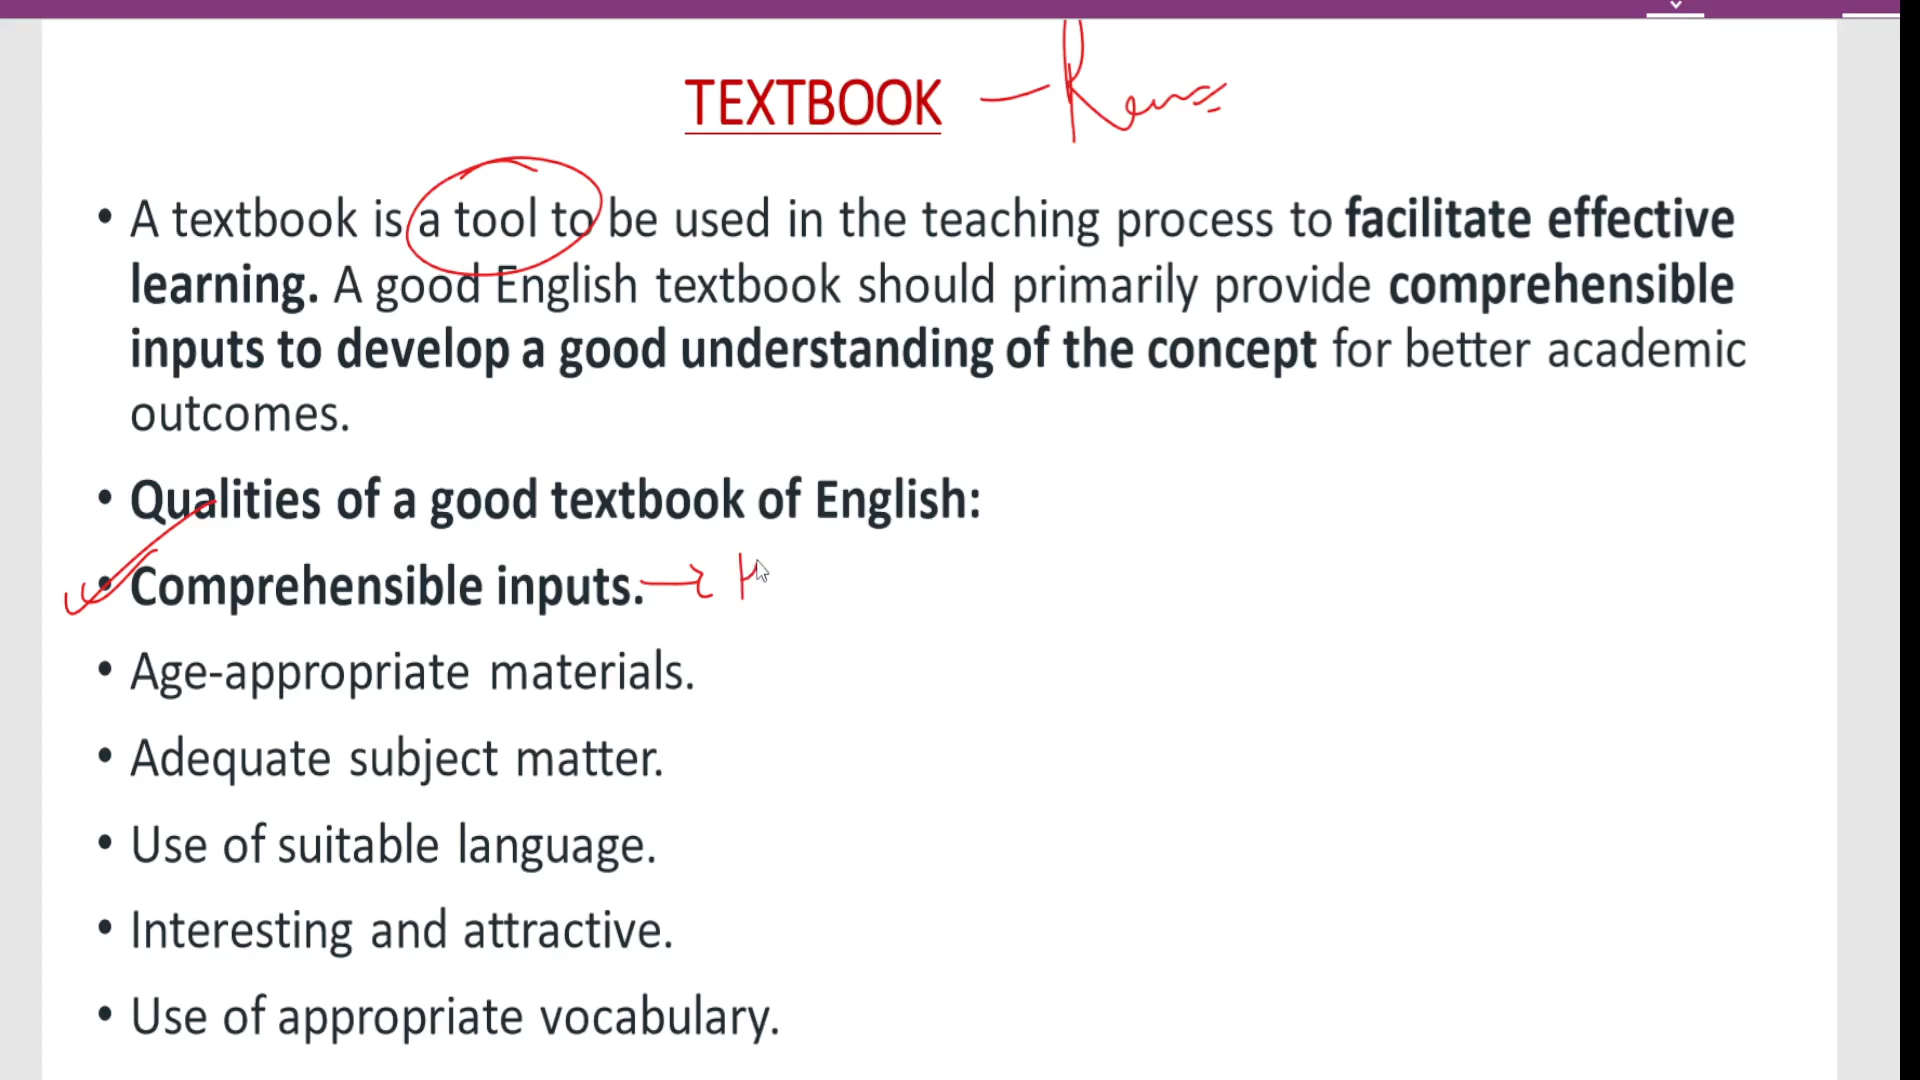 TEXTBOOK
• A textbook is a tool to be used in the teaching process to facilitate effective
learning. A good English textbook should primarily provide comprehensible
inputs to develop a good understanding of the concept for better academic
outcomes.
• Qualities of a good textbook of English:
• Comprehensible inputs.
• Age-appropriate materials.
• Adequate subject matter.
• Use of suitable language.
• Interesting and attractive.
• Use of appropriate vocabulary.